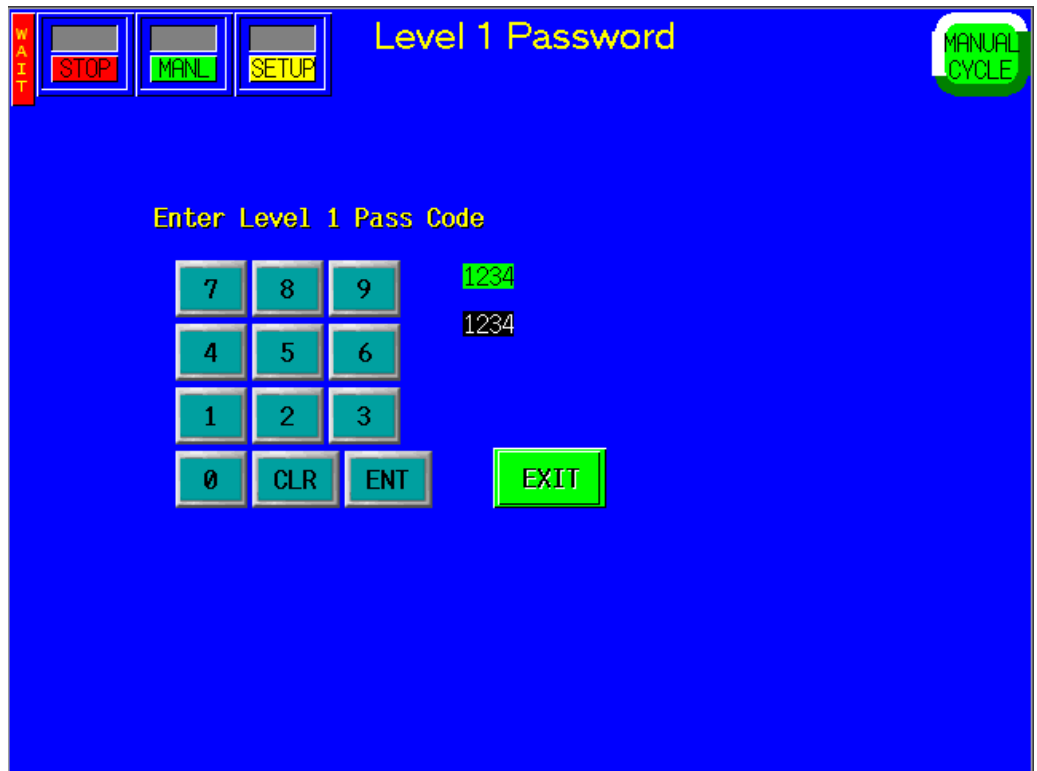 WAIT
STOP MANL SETUP
Level 1 Password
MANUAL
CYCLE
Enter Level 1 Pass Code
7 8 9
1234
1234
4 5 6
1 2 3
0 CLR ENT
EXIT